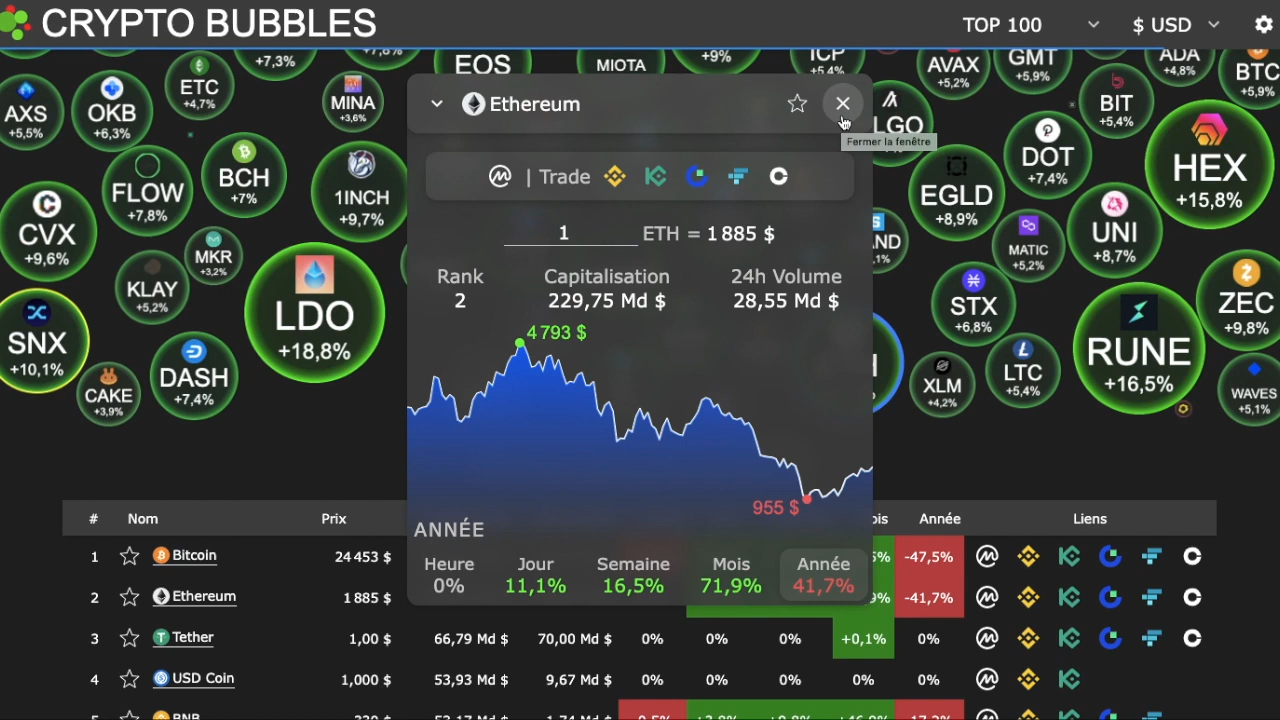 CRYPTO BUBBLES
TOP 100
$ USD
+7,3%
+7,8%
EOS
MIOTA
+9%
ICP
+5,4%
AVAX
+5,2%
GMT
+5,9%
ADA
+4,8%
BTC
+5,9%
AXS
+5,5%
OKB
+6,3%
ETC
+4,7%
MINA
+3,6%
Ethereum
Fermer la fenêtre
LGO
BIT
+5,4%
FLOW
+7,8%
BCH
+7%
1INCH
+9,7%
| Trade
DOT
+7,4%
HEX
+15,8%
EGLD
+8,9%
CVX
+9,6%
MKR
+3,2%
1 ETH = 1 885 $
ND
MATIC
+5,2%
UNI
+8,7%
KLAY
+5,2%
LDO
+18,8%
Rank
2
Capitalisation
229,75 Md $
24h Volume
28,55 Md $
STX
+6,8%
ZEC
+9,8%
SNX
+10,1%
DASH
+7,4%
CAKE
+3,9%
4 793 $
955 $
RUNE
+16,5%
XLM
+4,2%
LTC
+5,4%
WAVES
+5,1%
ANNÉE
Heure
0%
Jour
11,1%
Semaine
16,5%
Mois
71,9%
Année
41,7%
# Nom Prix ois Année Liens
1 Bitcoin 24 453 $ -47,5%
2 Ethereum 1 885 $ 9% -41,7%
3 Tether 1,00 $ 66,79 Md $ 70,00 Md $ 0% 0% 0% +0,1% 0%
4 USD Coin 1,000 $ 53,93 Md $ 9,67 Md $ 0% 0% 0% 0% 0%